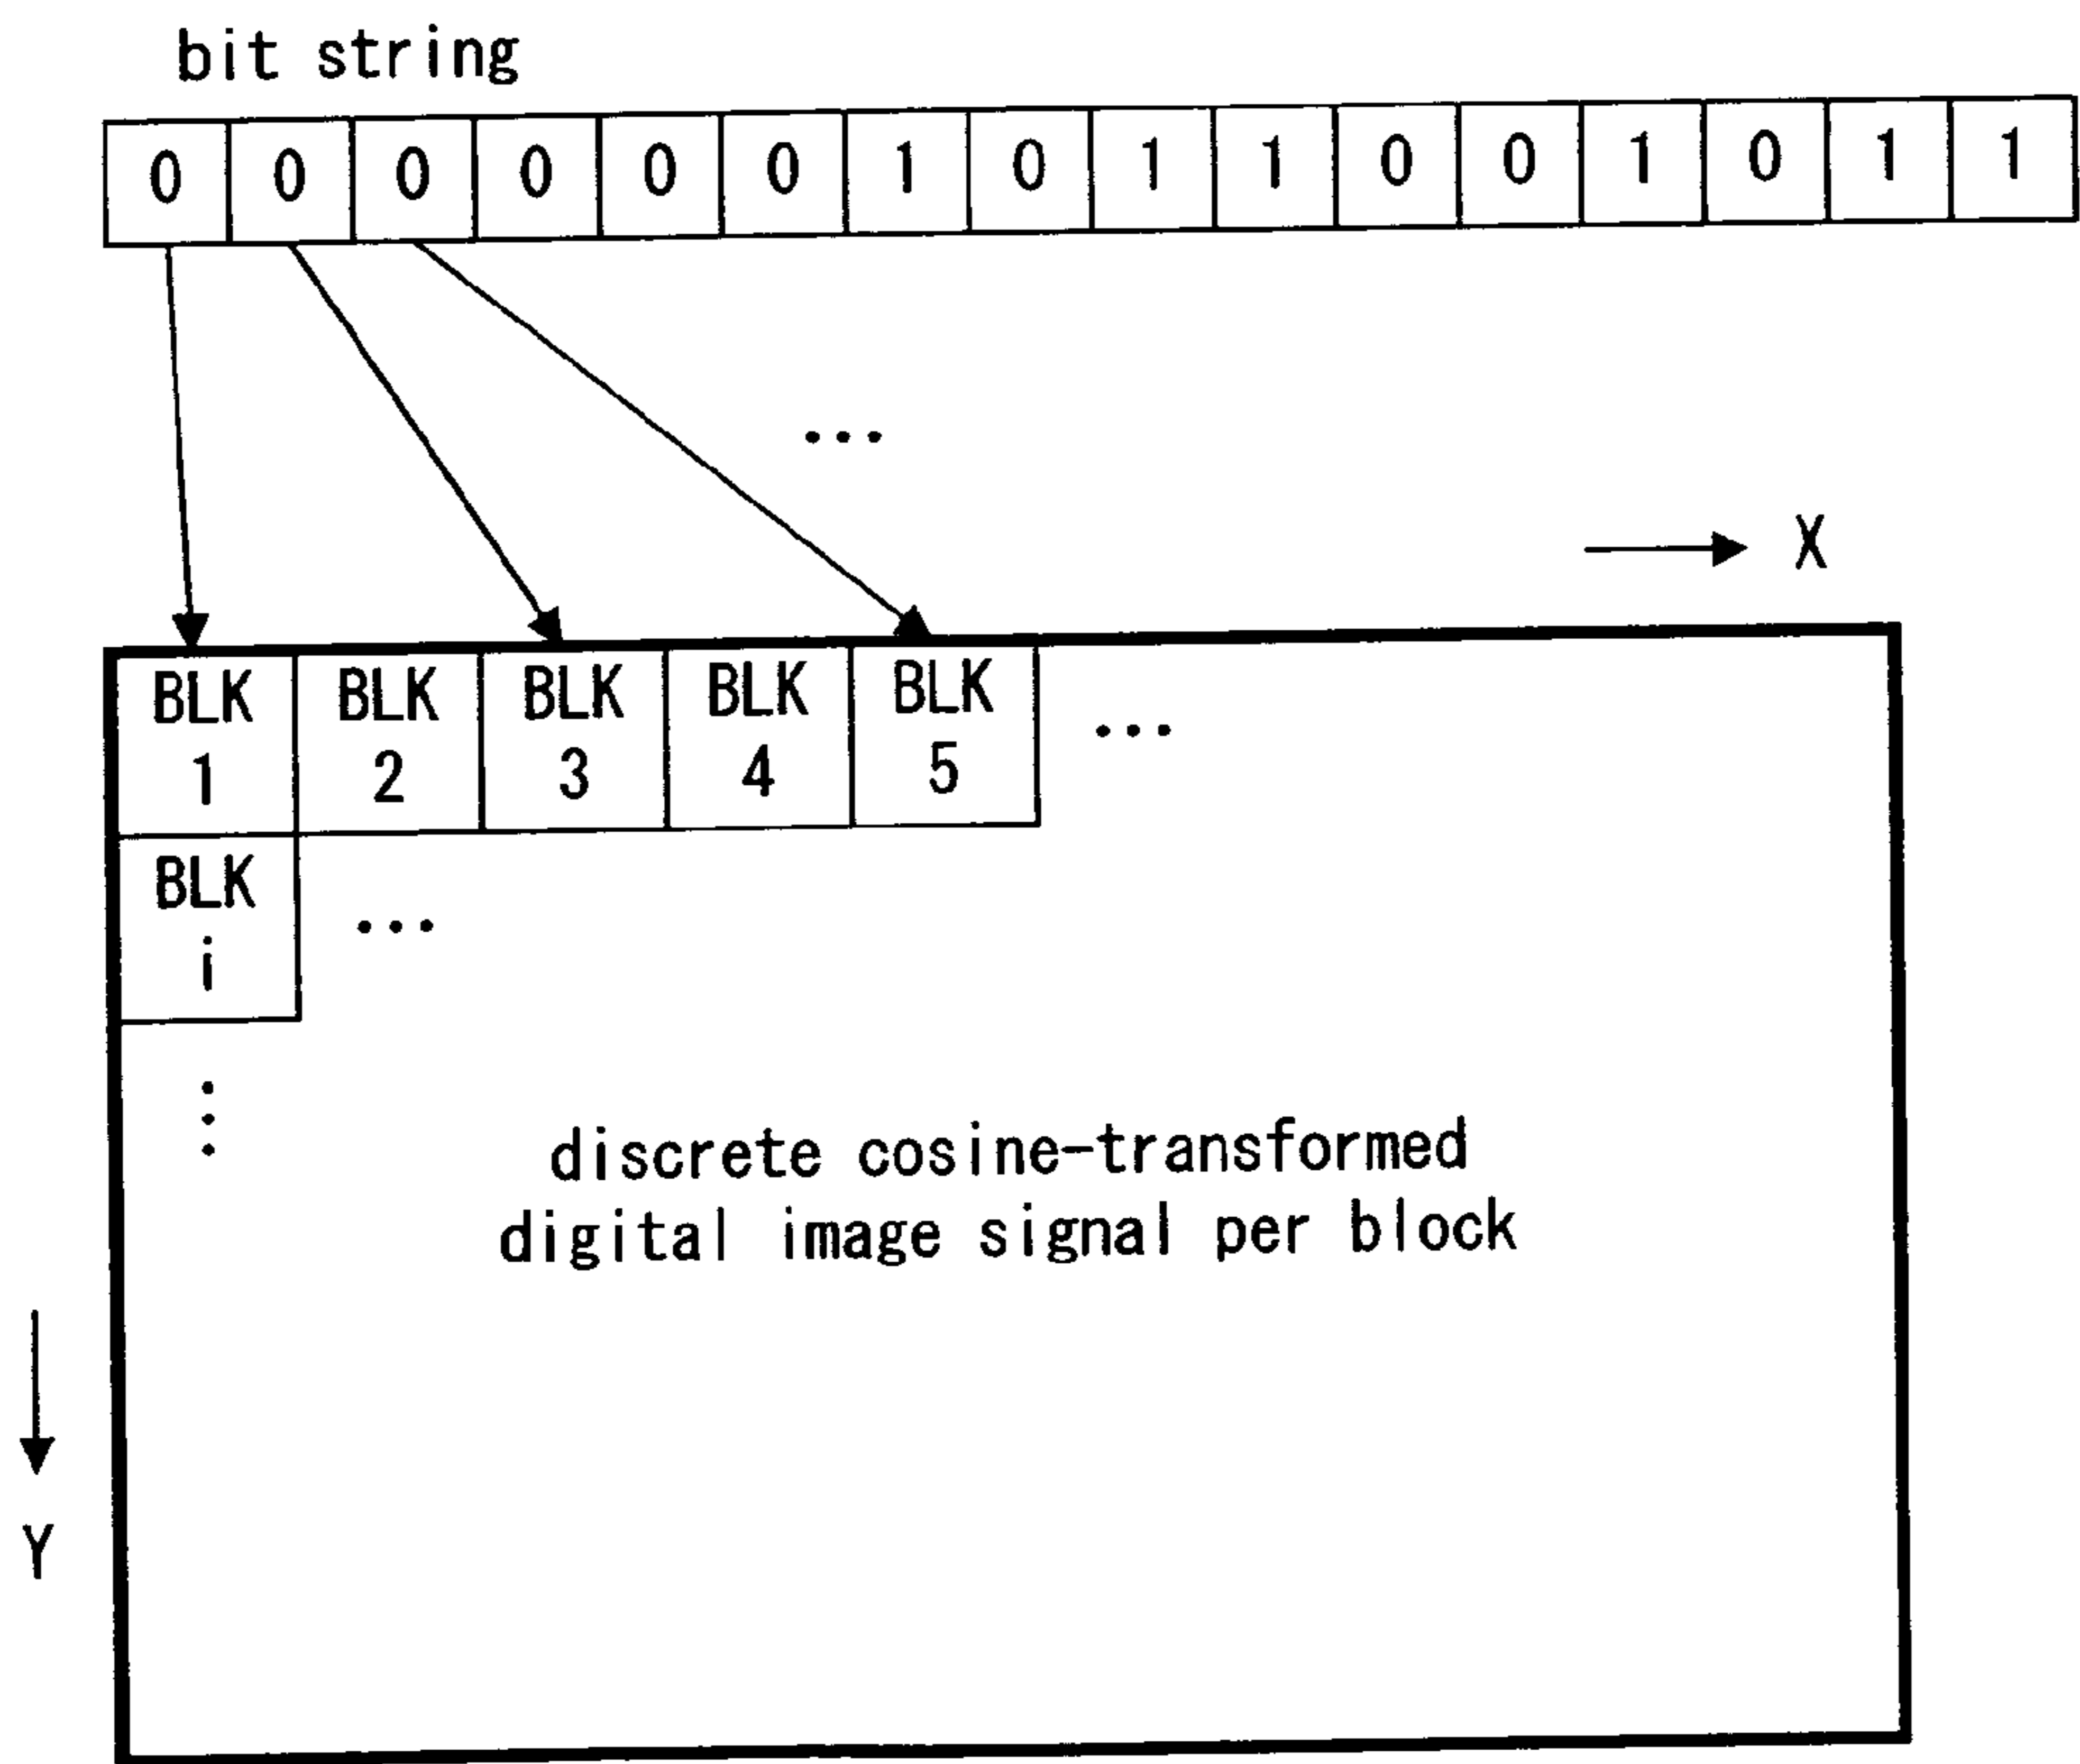 bit string
0 0 0 0 0 0 1 0 1 1 0 0 1 0 1 1
...
X
BLK BLK BLK BLK BLK
1 2 3 4 5 ...
BLK
i ...
discrete cosine-transformed
digital image signal per block
Y